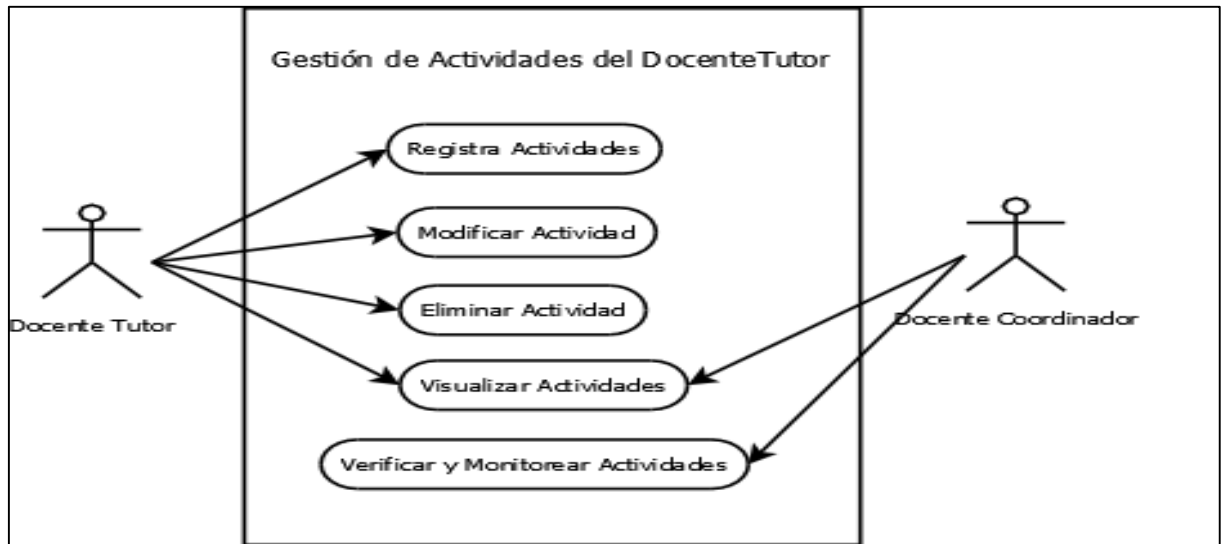 Gestión de Actividades del DocenteTutor
Registra Actividades
Modificar Actividad
Eliminar Actividad
Docente Tutor
Docente Coordinador
Visualizar Actividades
Verificar y Monitorear Actividades